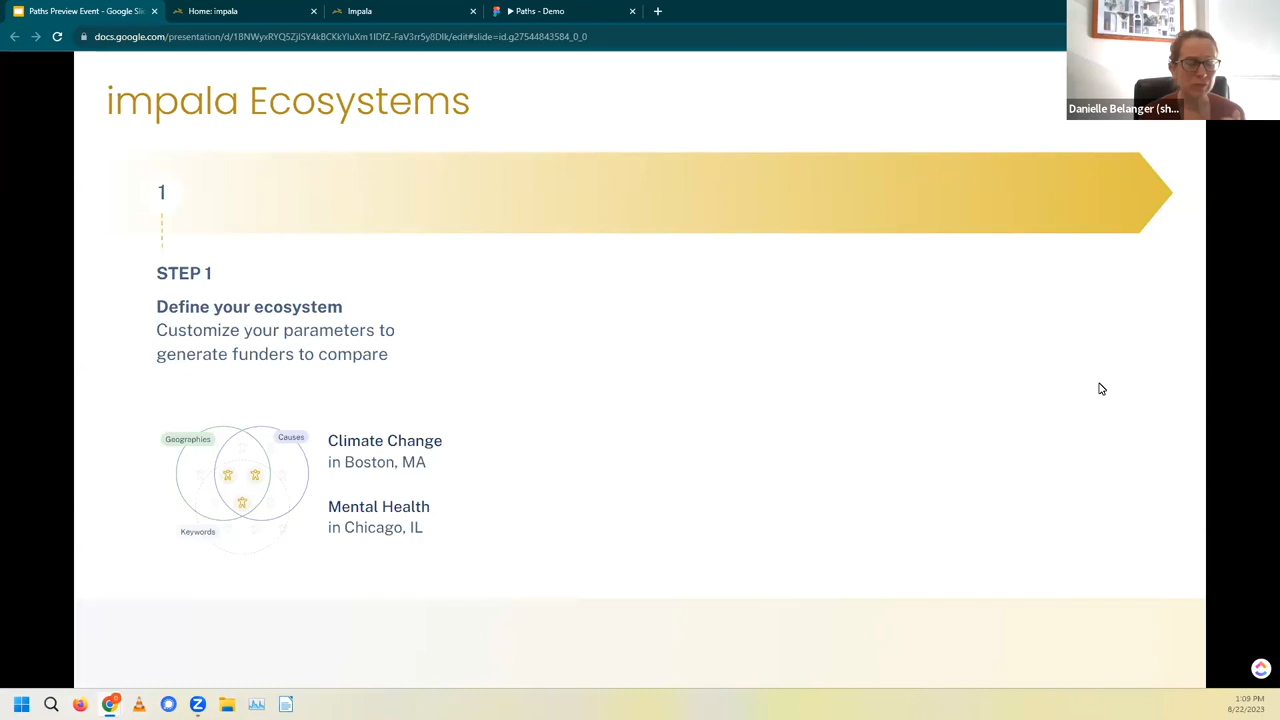 Paths Preview Event - Google Sli
Home: impala
Impala
Paths - Demo
Danielle Belanger (sh...
impala Ecosystems
1
STEP 1
Define your ecosystem
Customize your parameters to
generate funders to compare
Geographies
Causes
Keywords
Climate Change
in Boston, MA
Mental Health
in Chicago, IL
1:09 PM
8/22/2023